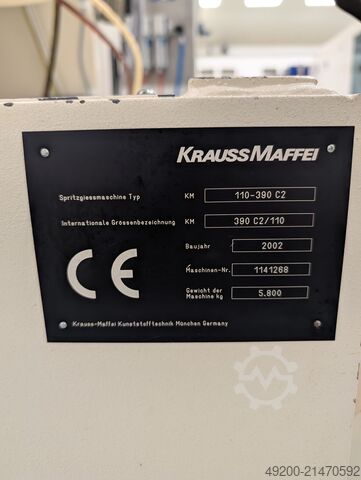 KRAUSSMAFFEI
Spritzgiessmaschine Typ KM 110-390 C2
Internationale Grössenbezeichnung KM 390 C2/110
Baujahr 2002
Maschinen-Nr. 1141268
Gewicht der Maschine kg 5.800
CE
Krauss-Maffei Kunststofftechnik München Germany
49200-21470592